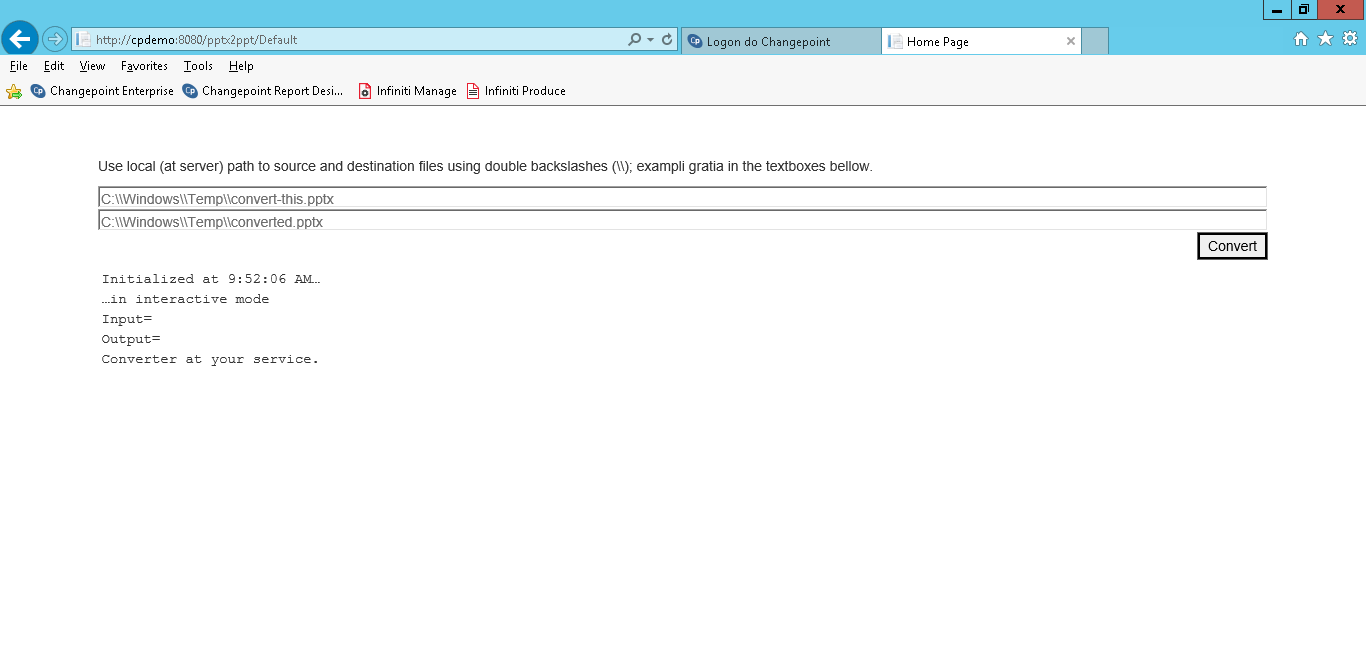 X
http://cpdemo:8080/pptx2ppt/Default
Cp Logon do Changepoint
Home Page
File Edit View Favorites Tools Help
Cp Changepoint Enterprise Cp Changepoint Report Desi... Infiniti Manage Infiniti Produce
Use local (at server) path to source and destination files using double backslashes (\\); exampli gratia in the textboxes bellow.
C:\\Windows\\Temp\\convert-this.pptx
C:\\Windows\\Temp\\converted.pptx
Convert
Initialized at 9:52:06 AM…
…in interactive mode
Input=
Output=
Converter at your service.